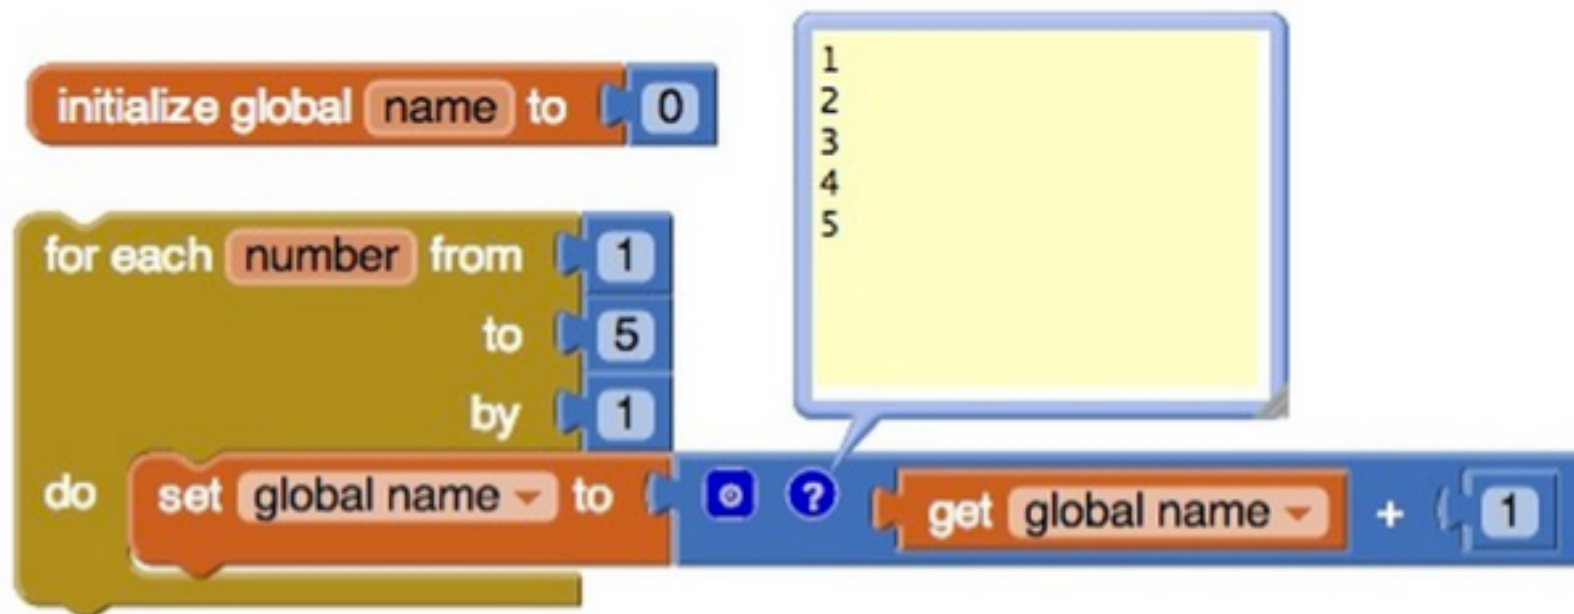 initialize global name to 0
1
2
3
4
5
for each number from 1
to 5
by 1
do set global name to ? get global name + 1